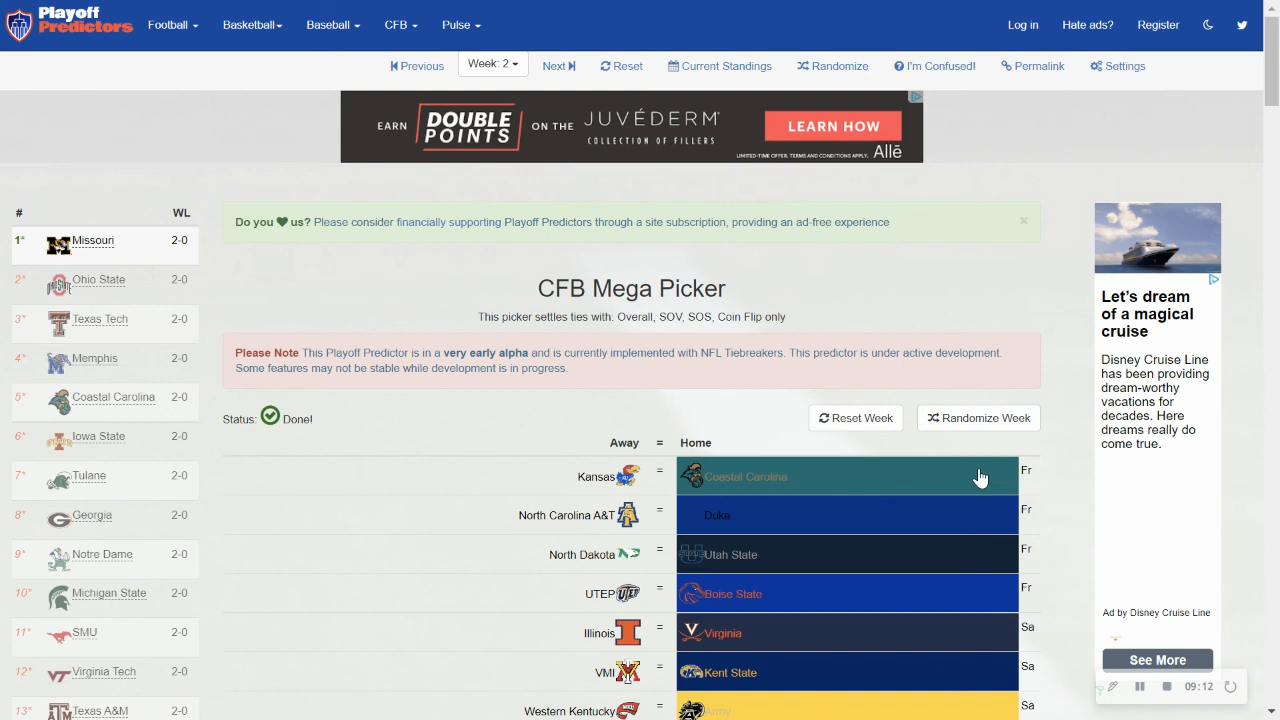 Playoff
Predictors
Football
Basketball
Baseball
CFB
Pulse
Log in
Hate ads?
Register
Previous
Week: 2
Next
Reset
Current Standings
Randomize
I'm Confused!
Permalink
Settings
EARN DOUBLE POINTS ON THE JUVÉDERM COLLECTION OF FILLERS
LEARN HOW
LIMITED-TIME OFFER. TERMS AND CONDITIONS APPLY. Allē
# WL
1* Missouri 2-0
2* Ohio State 2-0
3* Texas Tech 2-0
4* Memphis 2-0
5* Coastal Carolina 2-0
6* Iowa State 2-0
7* Tulane 2-0
8* Georgia 2-0
9* Notre Dame 2-0
10* Michigan State 2-0
11* SMU 2-0
12* Virginia Tech 2-0
13* Texas A&M 2-0
Do you us? Please consider financially supporting Playoff Predictors through a site subscription, providing an ad-free experience ×
CFB Mega Picker
This picker settles ties with: Overall, SOV, SOS, Coin Flip only
Please Note This Playoff Predictor is in a very early alpha and is currently implemented with NFL Tiebreakers. This predictor is under active development.
Some features may not be stable while development is in progress.
Status: Done!
Reset Week
Randomize Week
Away = Home
Kansas = Coastal Carolina Fr
North Carolina A&T = Duke Fr
North Dakota = Utah State Fr
UTEP = Boise State Fr
Illinois = Virginia Sa
VMI = Kent State Sa
Western Kentucky = Army Sa
Let's dream
of a magical
cruise
Disney Cruise Line
has been providing
dream-worthy
vacations for
decades. Here
dreams really do
come true.
Ad by Disney Cruise Line
See More
09:12